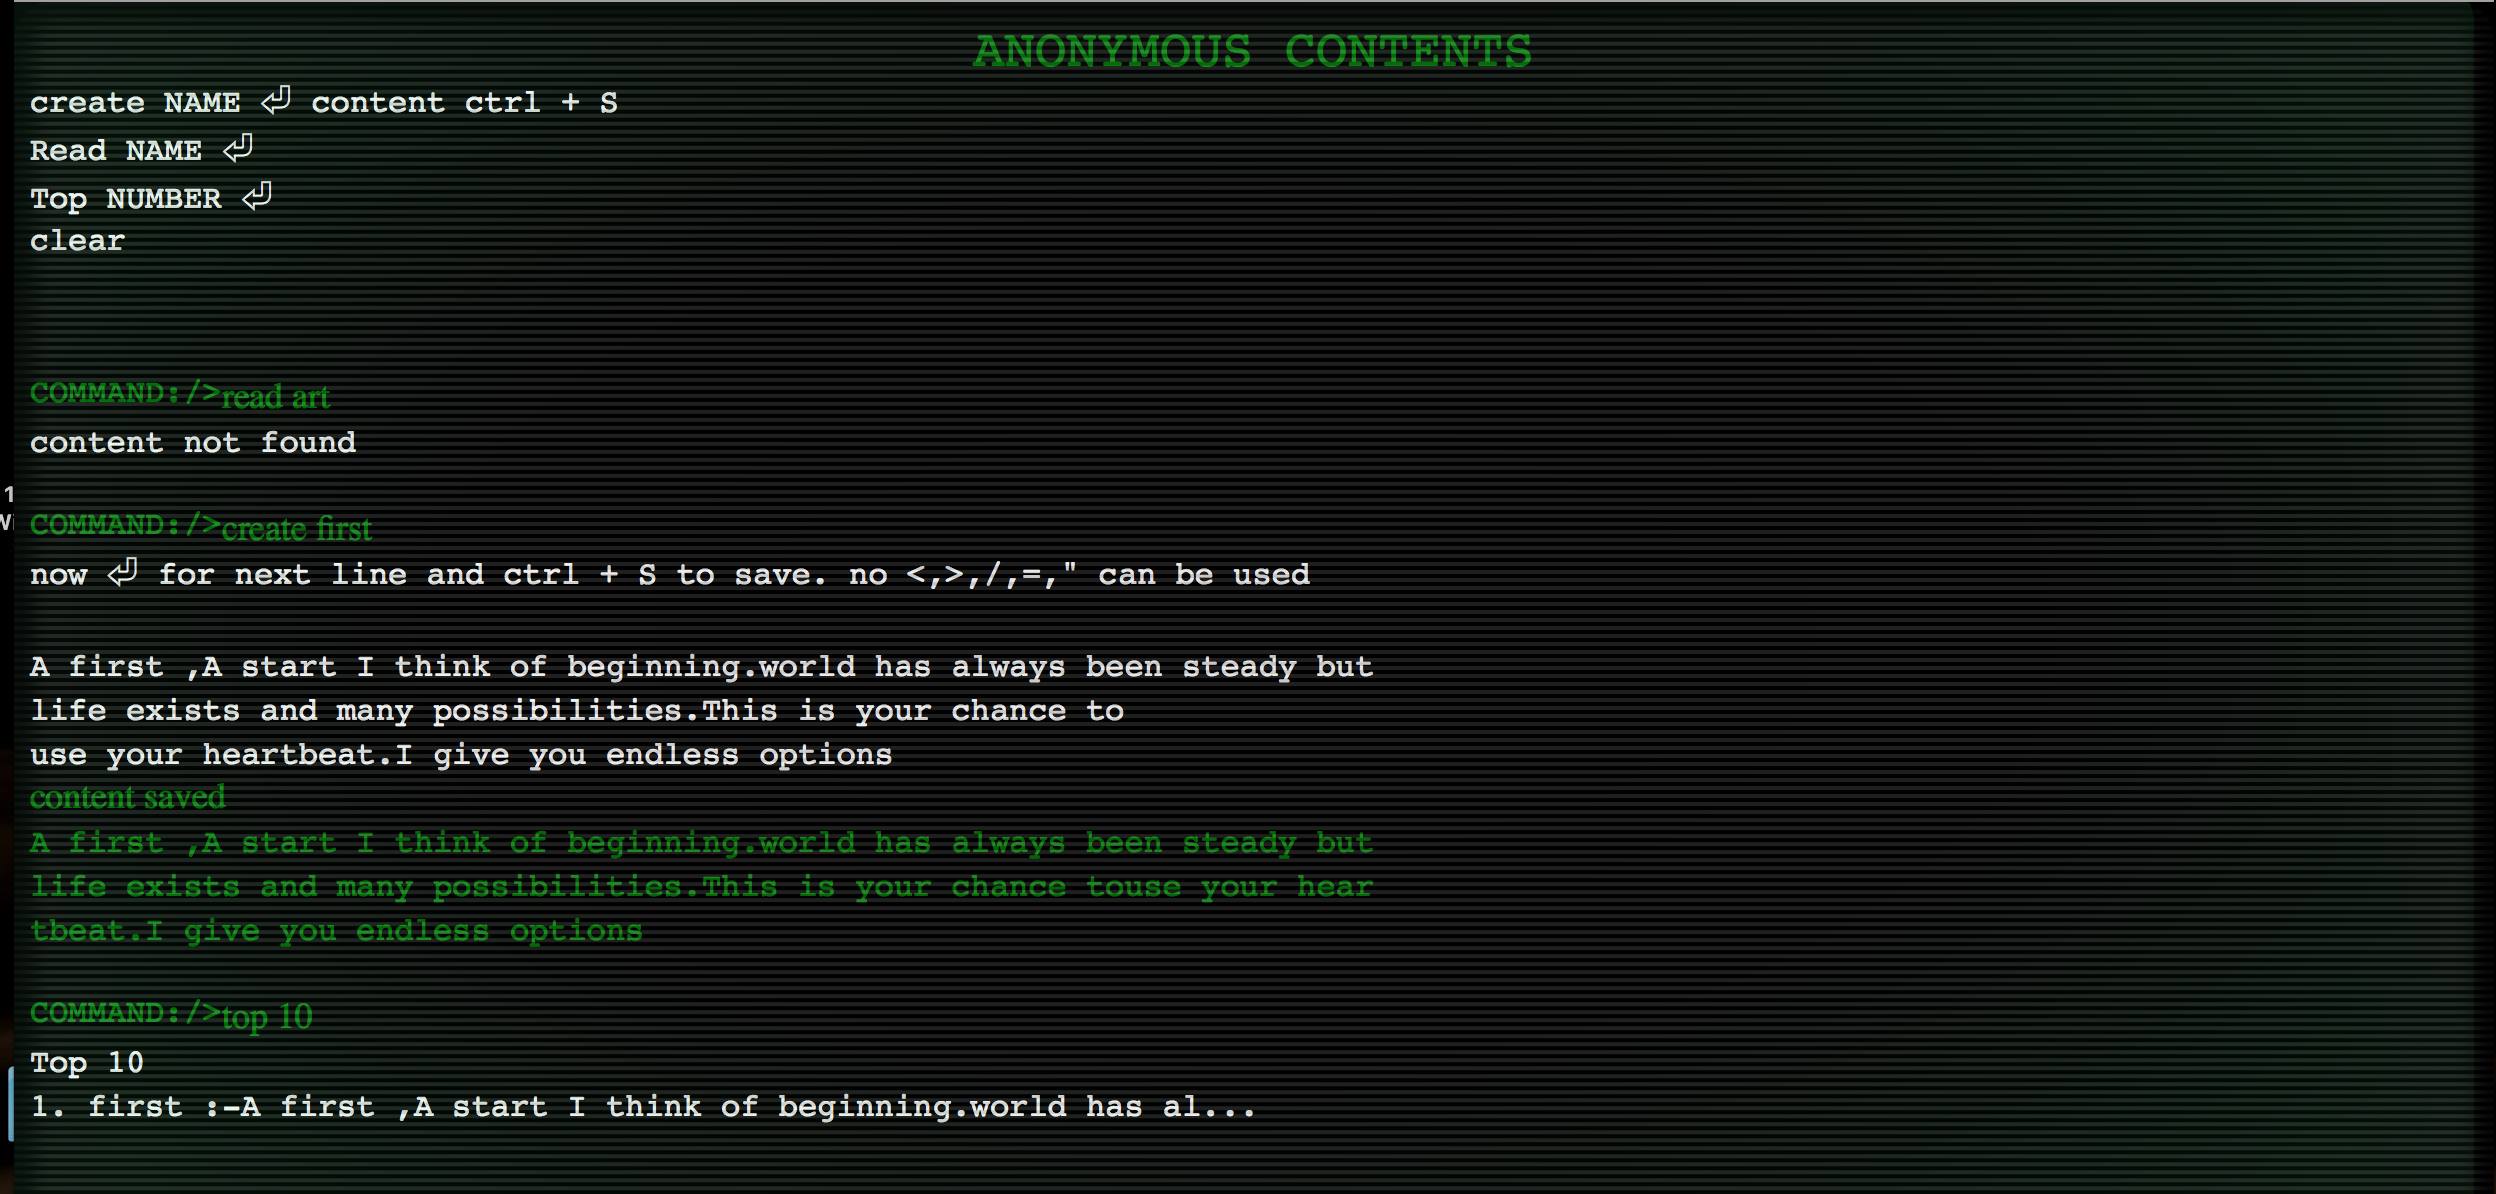 ANONYMOUS CONTENTS
create NAME ⏎ content ctrl + S
Read NAME ⏎
Top NUMBER ⏎
clear
COMMAND:/>read art
content not found
COMMAND:/>create first
now ⏎ for next line and ctrl + S to save. no <,>,/,=," can be used
A first ,A start I think of beginning.world has always been steady but
life exists and many possibilities.This is your chance to
use your heartbeat.I give you endless options
content saved
A first ,A start I think of beginning.world has always been steady but
life exists and many possibilities.This is your chance touse your hear
tbeat.I give you endless options
COMMAND:/>top 10
Top 10
1. first :-A first ,A start I think of beginning.world has al...